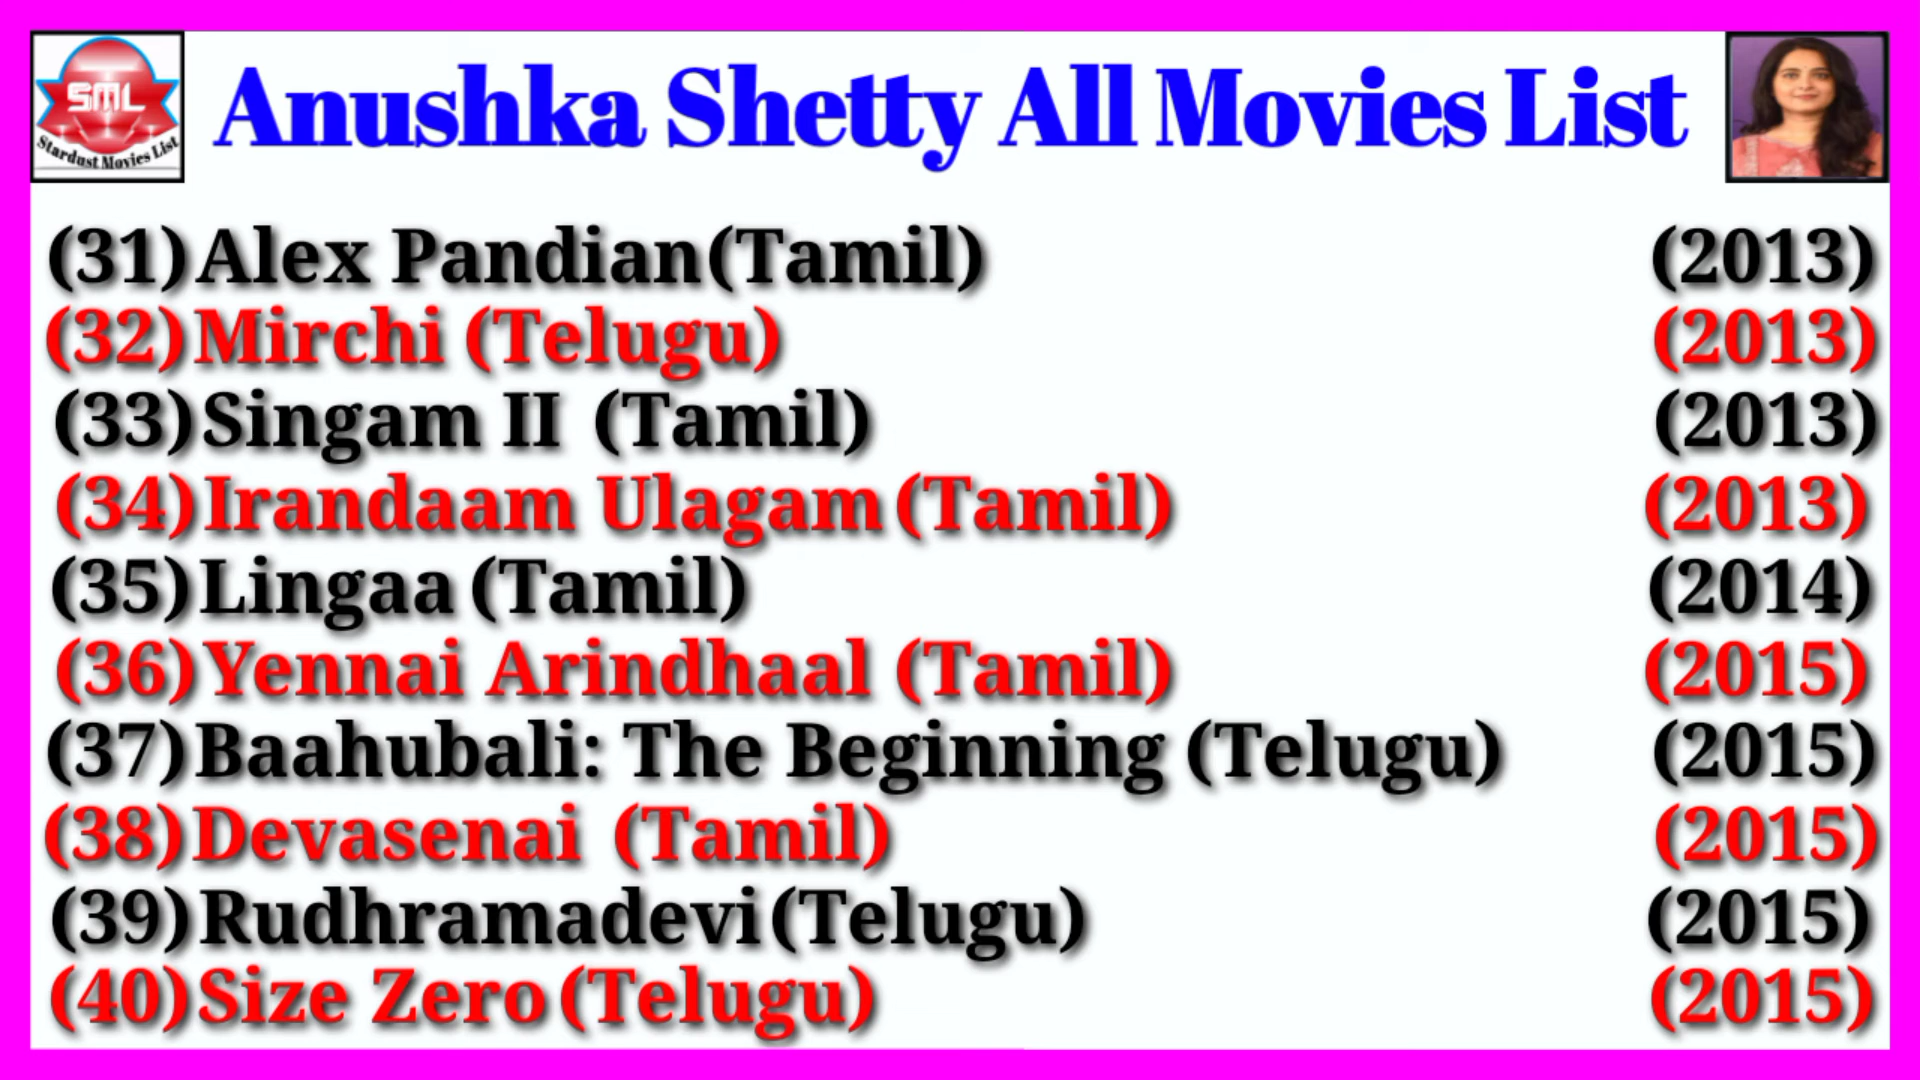 SML
Stardust Movies List
Anushka Shetty All Movies List
(31) Alex Pandian (Tamil) (2013)
(32) Mirchi (Telugu) (2013)
(33) Singam II (Tamil) (2013)
(34) Irandaam Ulagam (Tamil) (2013)
(35) Lingaa (Tamil) (2014)
(36) Yennai Arindhaal (Tamil) (2015)
(37) Baahubali: The Beginning (Telugu) (2015)
(38) Devasenai (Tamil) (2015)
(39) Rudhramadevi (Telugu) (2015)
(40) Size Zero (Telugu) (2015)